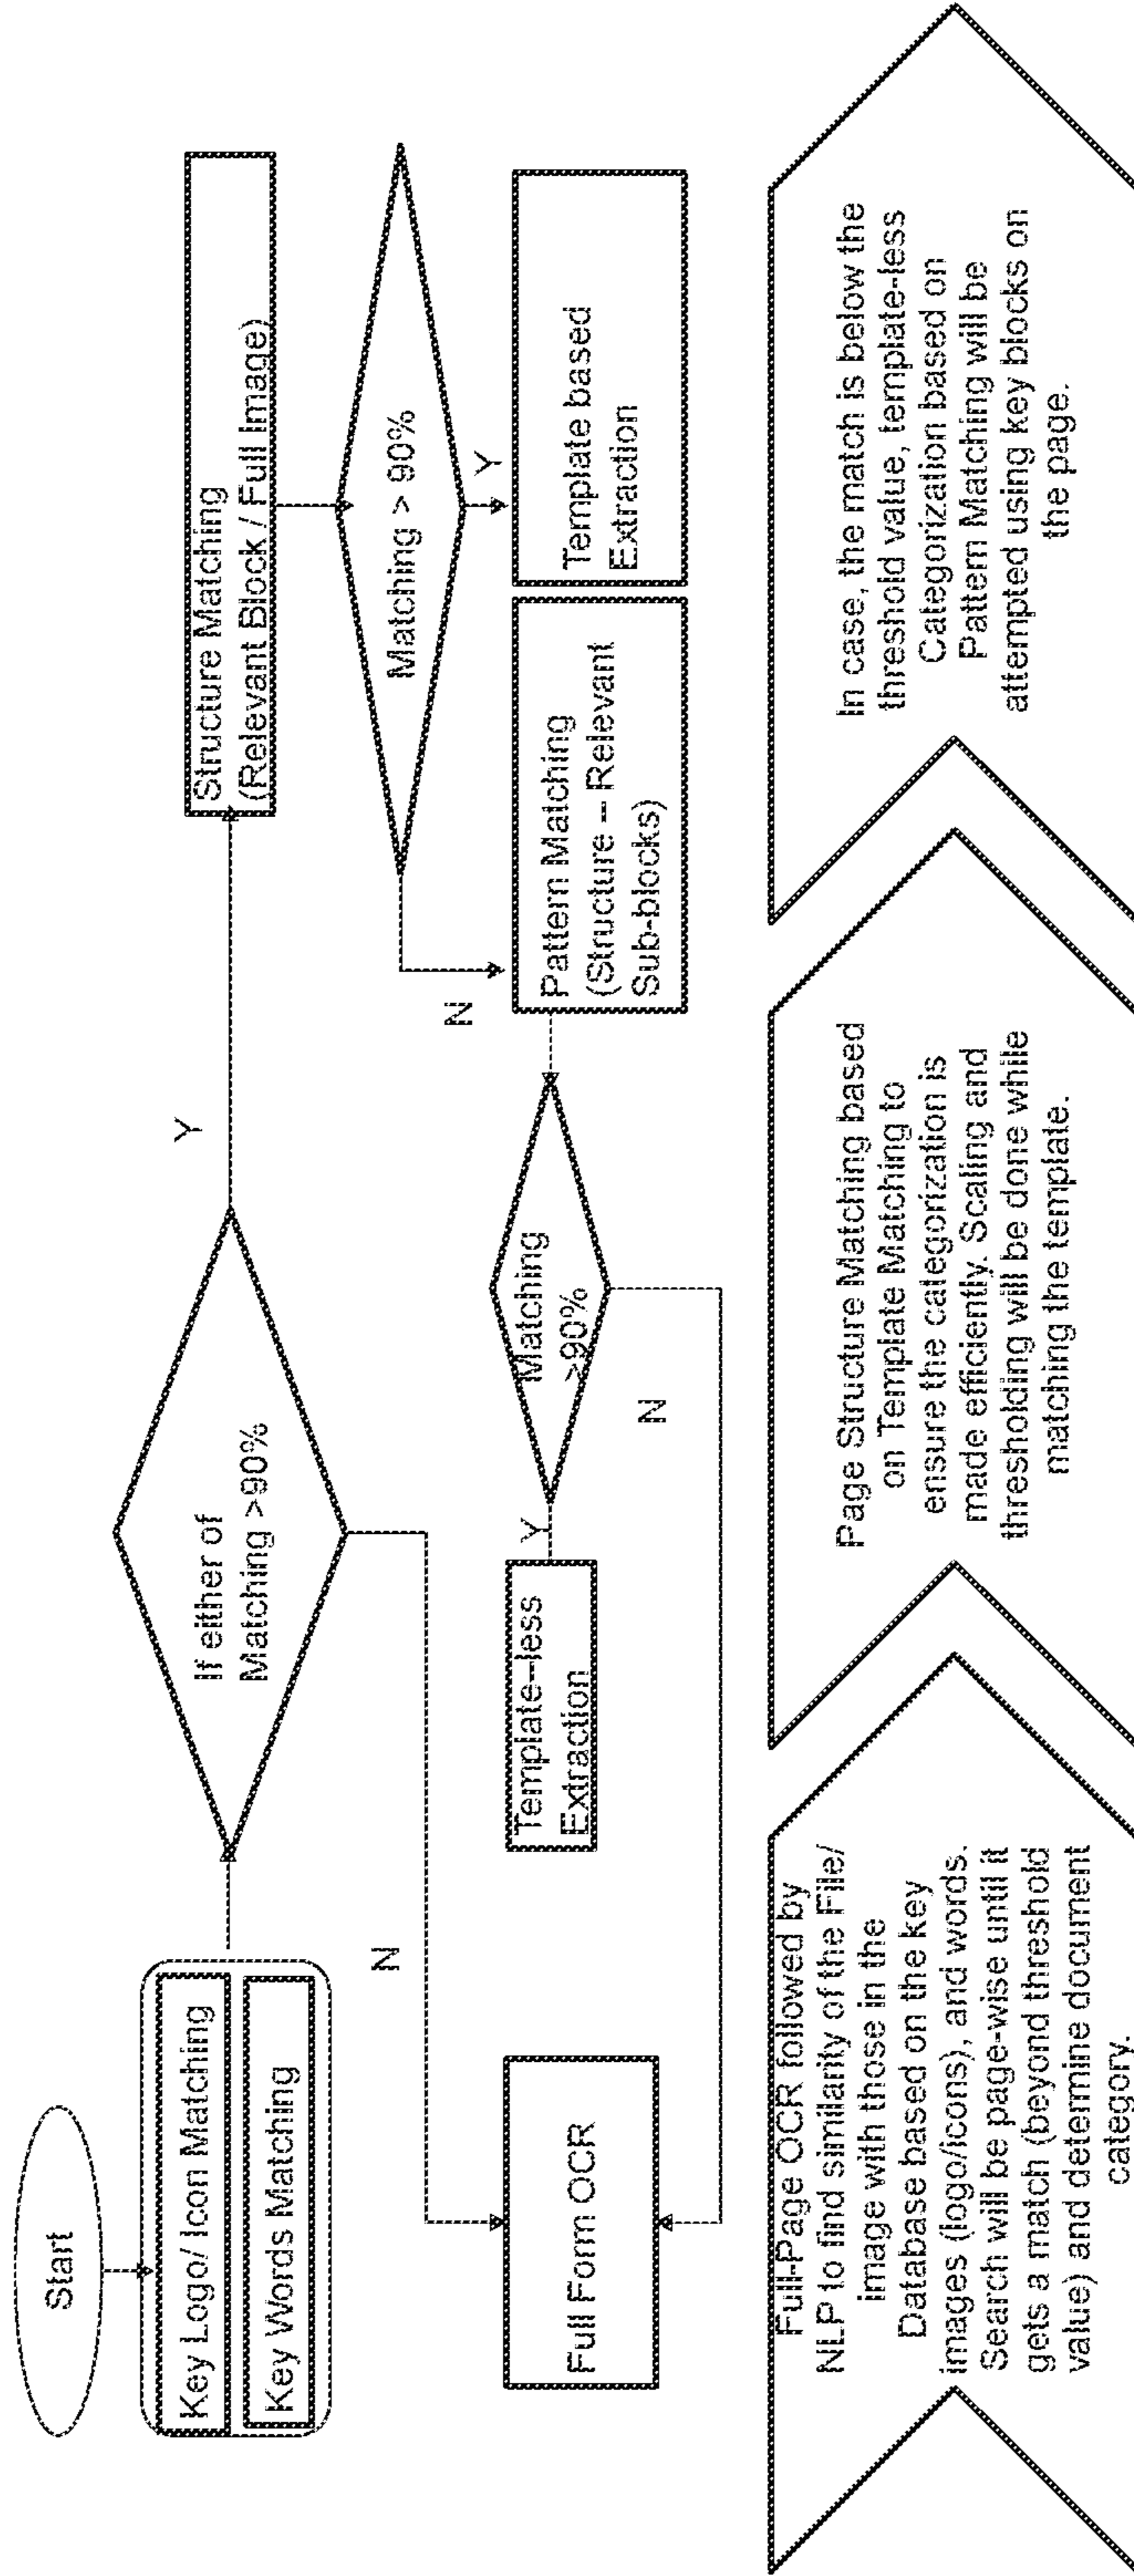 Start
Key Logo/ Icon Matching
Key Words Matching
If either of
Matching >90%
Y
N
Structure Matching
(Relevant Block / Full Image)
Matching > 90%
Y
N
Template based
Extraction
Pattern Matching
(Structure – Relevant
Sub-blocks)
Matching
>90%
Y
N
Template–less
Extraction
Full Form OCR
Full-Page OCR followed by
NLP to find similarity of the File/
image with those in the
Database based on the key
images (logo/icons), and words.
Search will be page-wise until it
gets a match (beyond threshold
value) and determine document
category.
Page Structure Matching based
on Template Matching to
ensure the categorization is
made efficiently. Scaling and
thresholding will be done while
matching the template.
In case, the match is below the
threshold value, template-less
Categorization based on
Pattern Matching will be
attempted using key blocks on
the page.